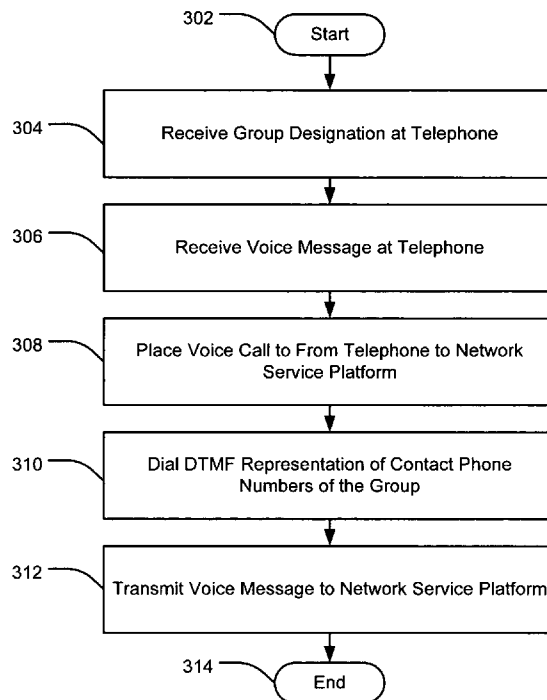 302
Start
304
Receive Group Designation at Telephone
306
Receive Voice Message at Telephone
308
Place Voice Call to From Telephone to Network
Service Platform
310
Dial DTMF Representation of Contact Phone
Numbers of the Group
312
Transmit Voice Message to Network Service Platform
314
End